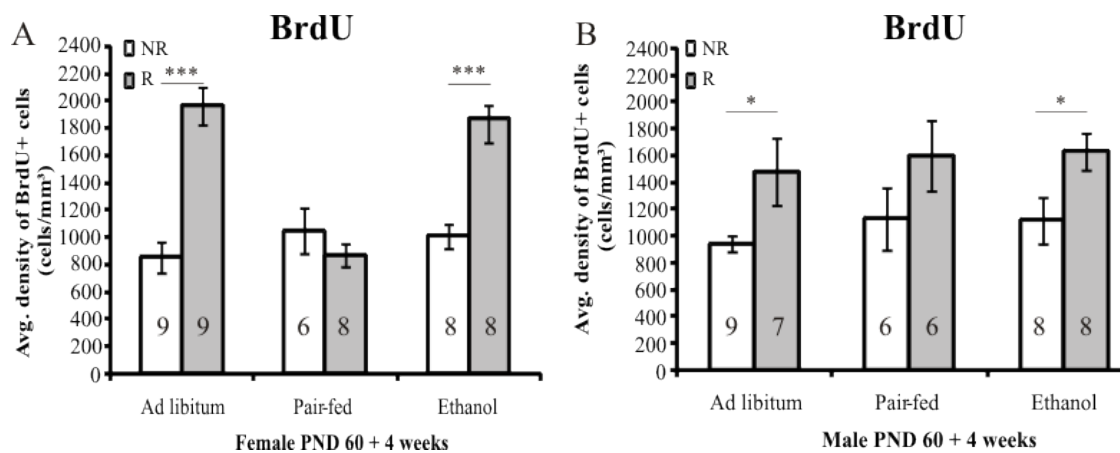 A
BrdU
NR
R
Avg. density of BrdU+ cells
(cells/mm³)
2400
2200
2000
1800
1600
1400
1200
1000
800
600
400
200
0
***
***
9
9
6
8
8
8
Ad libitum
Pair-fed
Ethanol
Female PND 60 + 4 weeks
B
BrdU
NR
R
Avg. density of BrdU+ cells
(cells/mm³)
2400
2200
2000
1800
1600
1400
1200
1000
800
600
400
200
0
*
*
9
7
6
6
8
8
Ad libitum
Pair-fed
Ethanol
Male PND 60 + 4 weeks